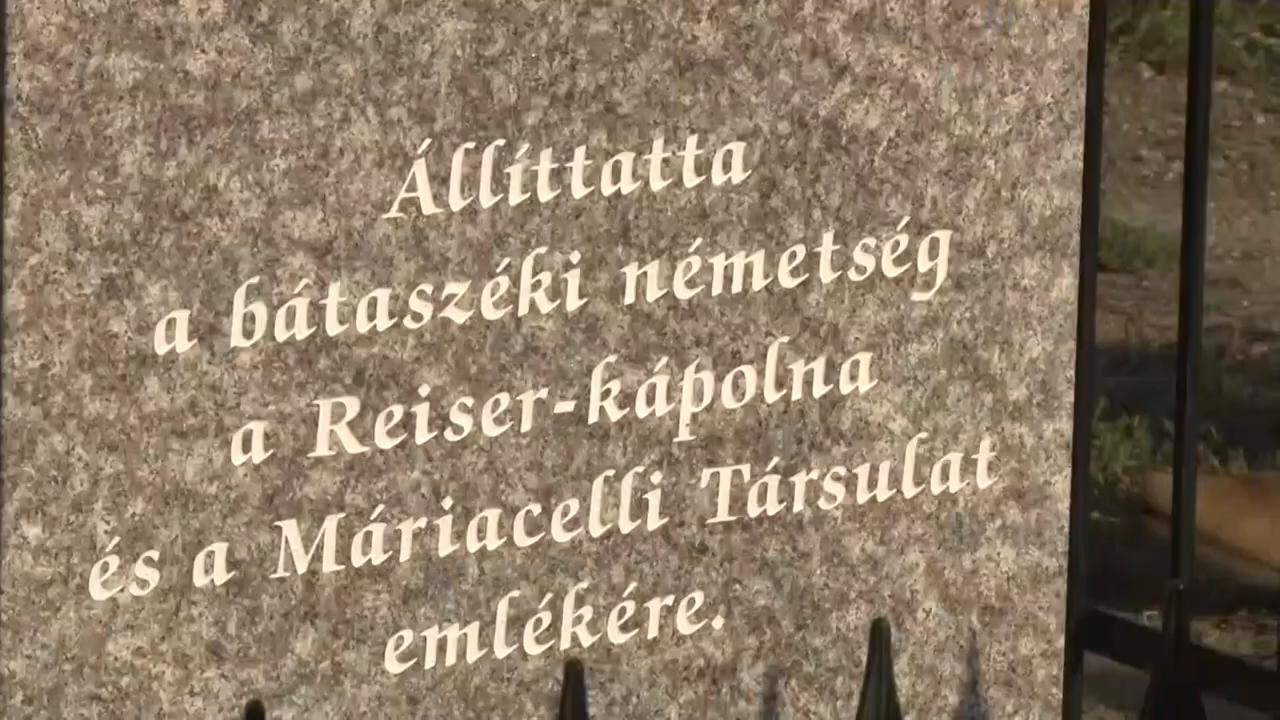 Állíttatta
a bátaszéki németség
a Reiser-kápolna
és a Máriacelli Társulat
emlékére.